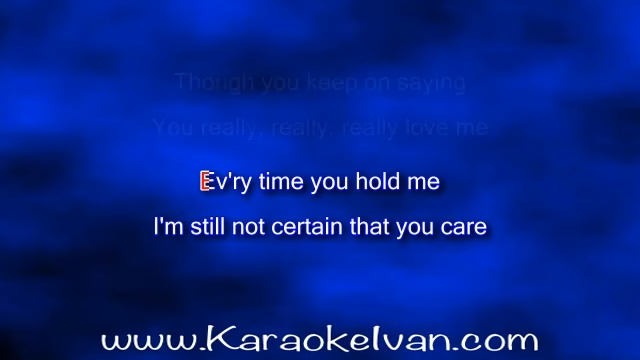 Though you keep on saying
You really, really, really love me
Ev'ry time you hold me
I'm still not certain that you care
www.KaraokeIvan.com